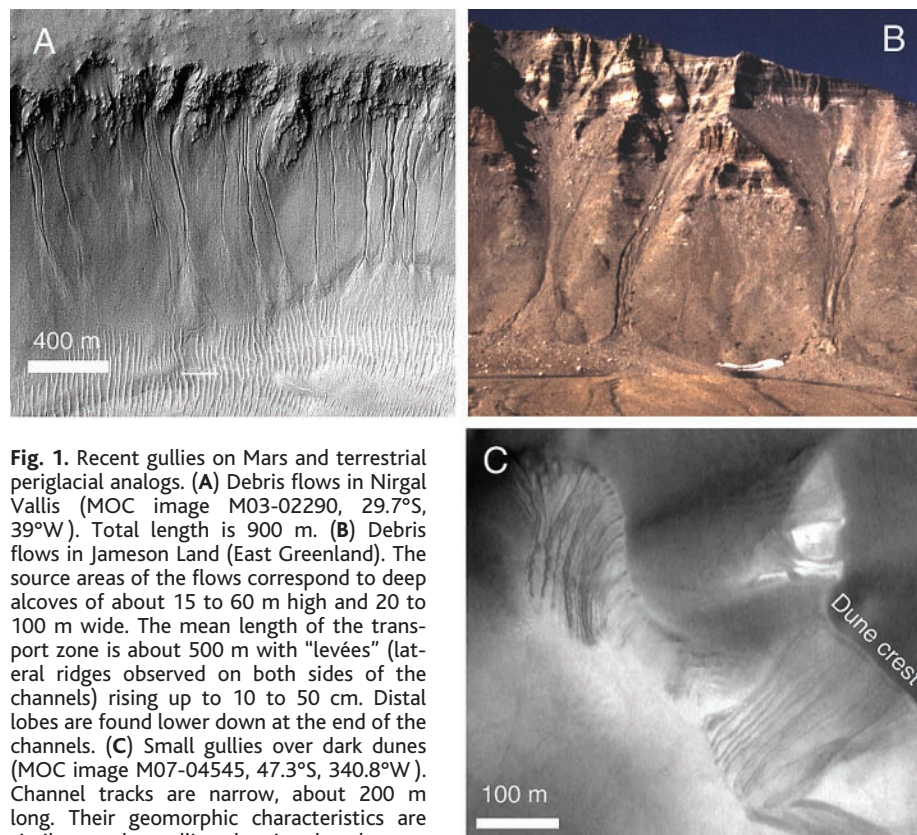 A
400 m
B
Fig. 1. Recent gullies on Mars and terrestrial
periglacial analogs. (A) Debris flows in Nirgal
Vallis (MOC image M03-02290, 29.7°S,
39°W). Total length is 900 m. (B) Debris
flows in Jameson Land (East Greenland). The
source areas of the flows correspond to deep
alcoves of about 15 to 60 m high and 20 to
100 m wide. The mean length of the trans-
port zone is about 500 m with “levées” (lat-
eral ridges observed on both sides of the
channels) rising up to 10 to 50 cm. Distal
lobes are found lower down at the end of the
channels. (C) Small gullies over dark dunes
(MOC image M07-04545, 47.3°S, 340.8°W).
Channel tracks are narrow, about 200 m
long. Their geomorphic characteristics are
C
Dune crest
100 m